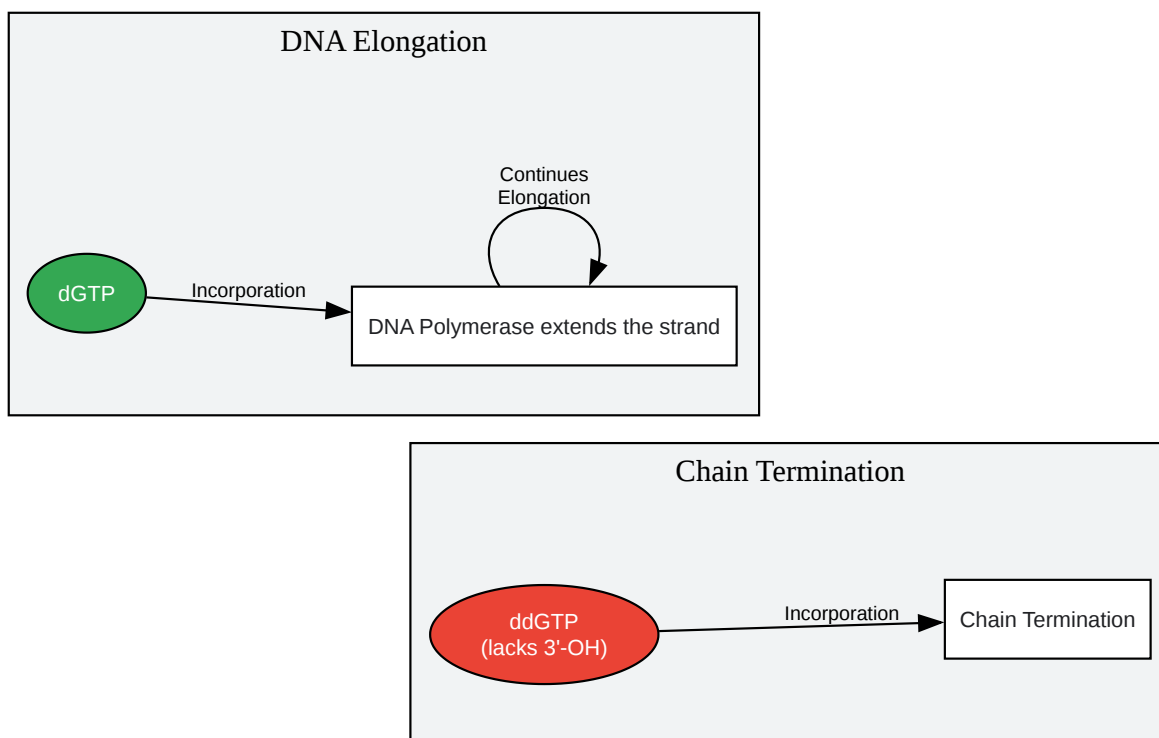 DNA Elongation
Continues
Elongation
dGTP
Incorporation
DNA Polymerase extends the strand
Chain Termination
ddGTP
(lacks 3'-OH)
Incorporation
Chain Termination